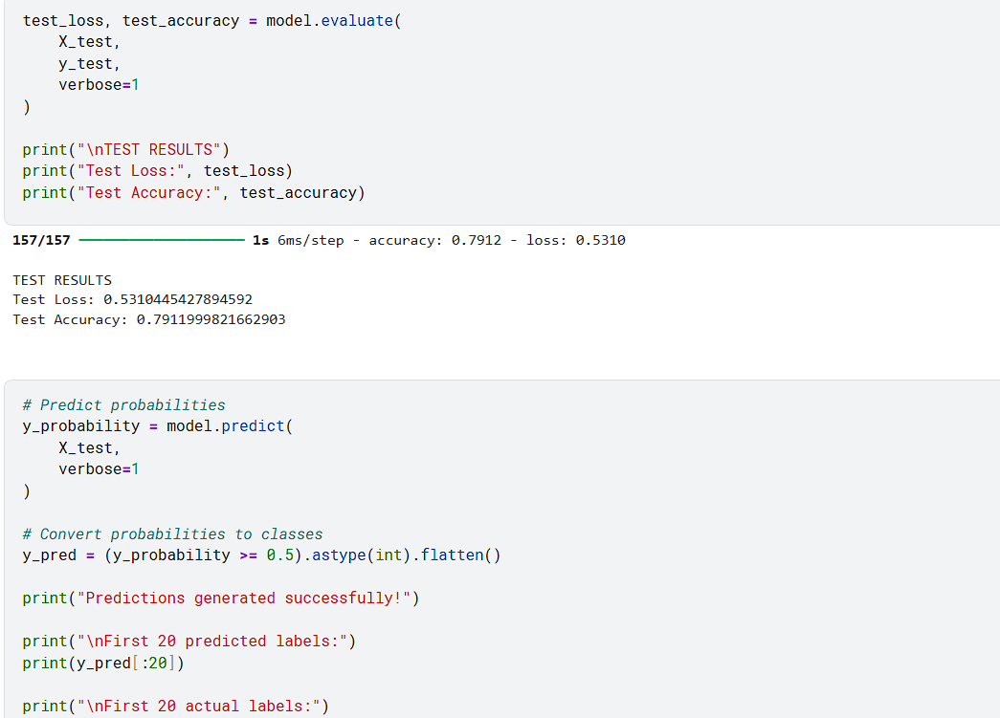 test_loss, test_accuracy = model.evaluate(
    X_test,
    y_test,
    verbose=1
)

print("\nTEST RESULTS")
print("Test Loss:", test_loss)
print("Test Accuracy:", test_accuracy)

157/157 ━━━━━━━━━━━━━━━━━━━━ 1s 6ms/step - accuracy: 0.7912 - loss: 0.5310

TEST RESULTS
Test Loss: 0.5310445427894592
Test Accuracy: 0.7911999821662903

# Predict probabilities
y_probability = model.predict(
    X_test,
    verbose=1
)

# Convert probabilities to classes
y_pred = (y_probability >= 0.5).astype(int).flatten()

print("Predictions generated successfully!")

print("\nFirst 20 predicted labels:")
print(y_pred[:20])

print("\nFirst 20 actual labels:")